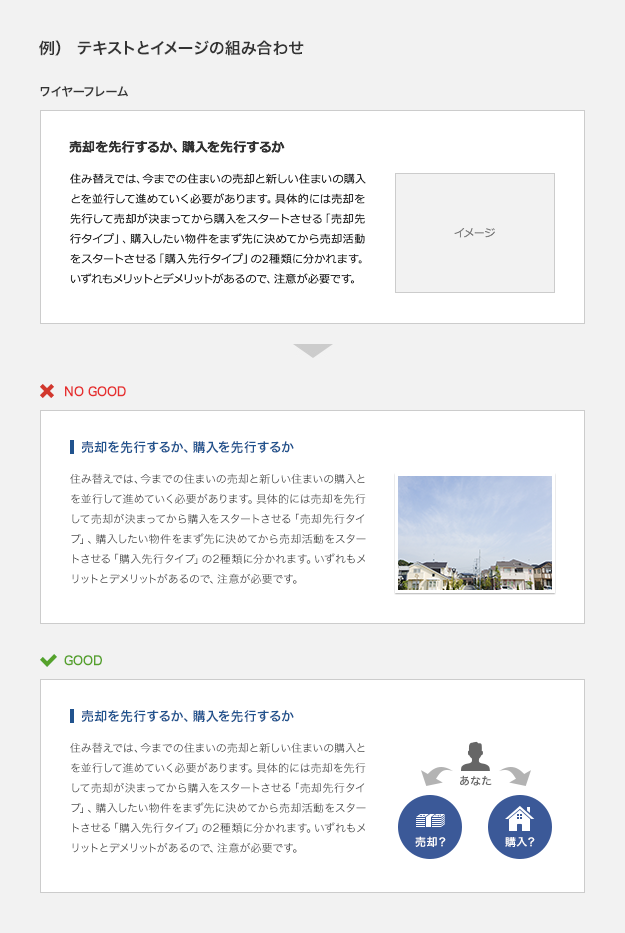 例） テキストとイメージの組み合わせ
ワイヤーフレーム
売却を先行するか、購入を先行するか
住み替えでは、今までの住まいの売却と新しい住まいの購入
とを並行して進めていく必要があります。具体的には売却を
先行して売却が決まってから購入をスタートさせる「売却先
行タイプ」、購入したい物件をまず先に決めてから売却活動
をスタートさせる「購入先行タイプ」の2種類に分かれます。
いずれもメリットとデメリットがあるので、注意が必要です。
イメージ
NO GOOD
売却を先行するか、購入を先行するか
住み替えでは、今までの住まいの売却と新しい住まいの購入と
を並行して進めていく必要があります。具体的には売却を先行
して売却が決まってから購入をスタートさせる「売却先行タイ
プ」、購入したい物件をまず先に決めてから売却活動をスター
トさせる「購入先行タイプ」の2種類に分かれます。いずれもメ
リットとデメリットがあるので、注意が必要です。
GOOD
売却を先行するか、購入を先行するか
住み替えでは、今までの住まいの売却と新しい住まいの購入と
を並行して進めていく必要があります。具体的には売却を先行
して売却が決まってから購入をスタートさせる「売却先行タイ
プ」、購入したい物件をまず先に決めてから売却活動をスター
トさせる「購入先行タイプ」の2種類に分かれます。いずれもメ
リットとデメリットがあるので、注意が必要です。
あなた
売却?
購入?